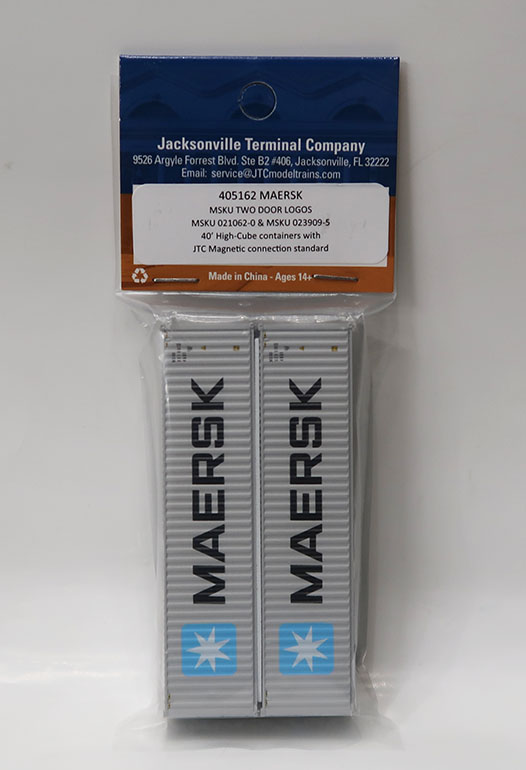 Jacksonville Terminal Company
9526 Argyle Forrest Blvd. Ste B2 #406, Jacksonville, FL 32222
Email: service@JTCmodeltrains.com
405162 MAERSK
MSKU TWO DOOR LOGOS
MSKU 021062-0 & MSKU 023909-5
40' High-Cube containers with
JTC Magnetic connection standard
Made in China - Ages 14+
MAERSK
MAERSK